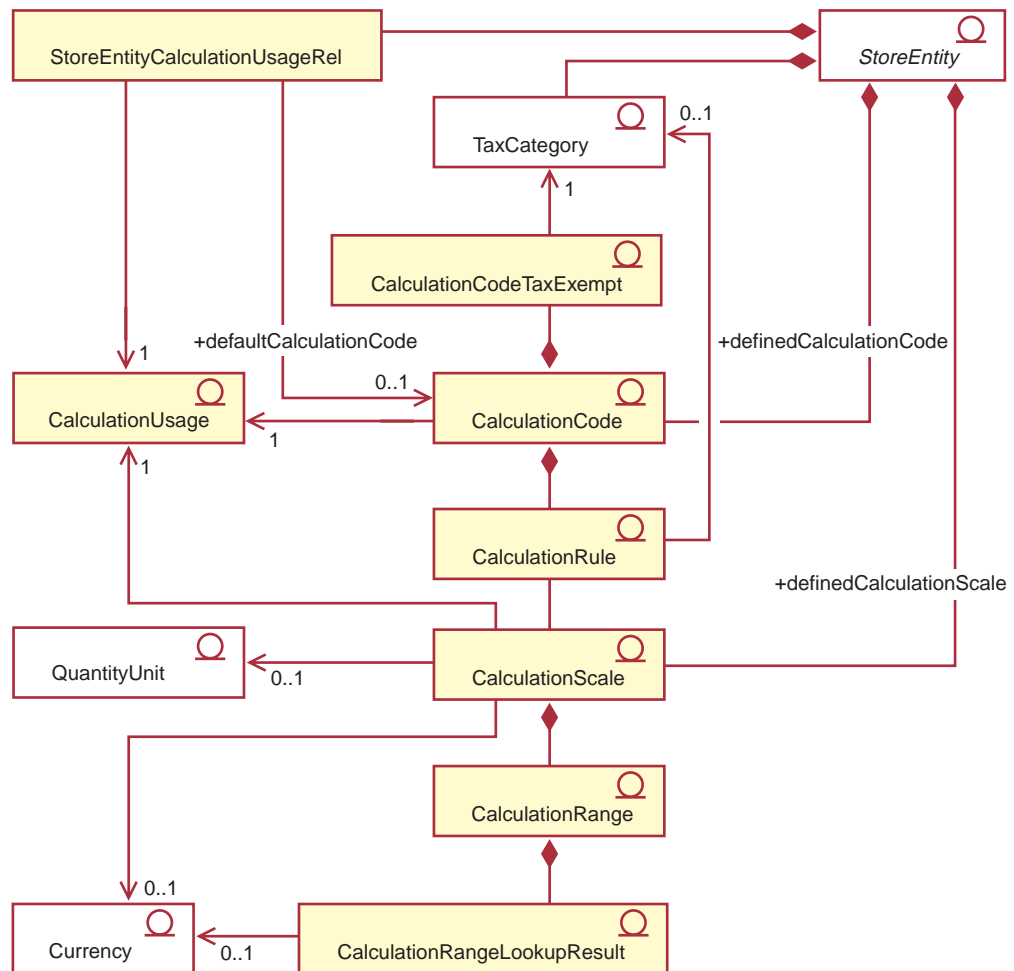 StoreEntityCalculationUsageRel
StoreEntity
0..1
TaxCategory
1
CalculationCodeTaxExempt
+defaultCalculationCode
+definedCalculationCode
1
0..1
CalculationUsage
CalculationCode
1
1
CalculationRule
+definedCalculationScale
QuantityUnit
0..1
CalculationScale
CalculationRange
0..1
Currency
0..1
CalculationRangeLookupResult